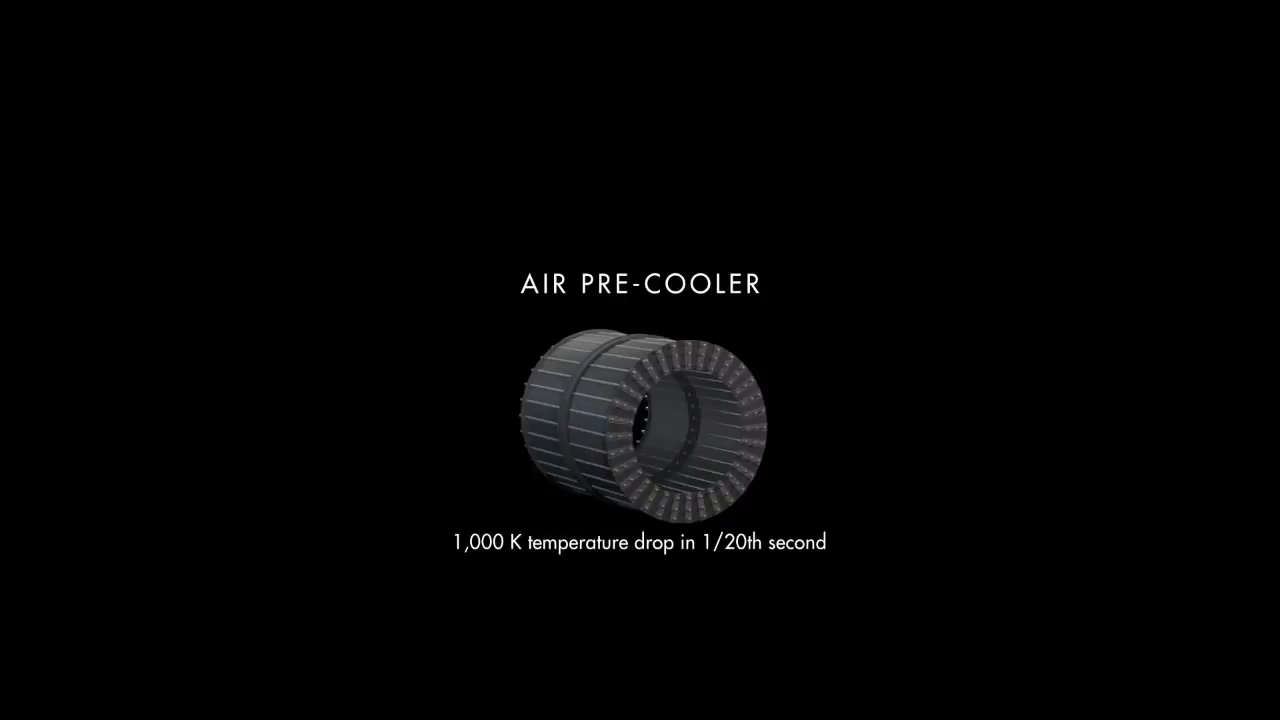 AIR PRE-COOLER
1,000 K temperature drop in 1/20th second